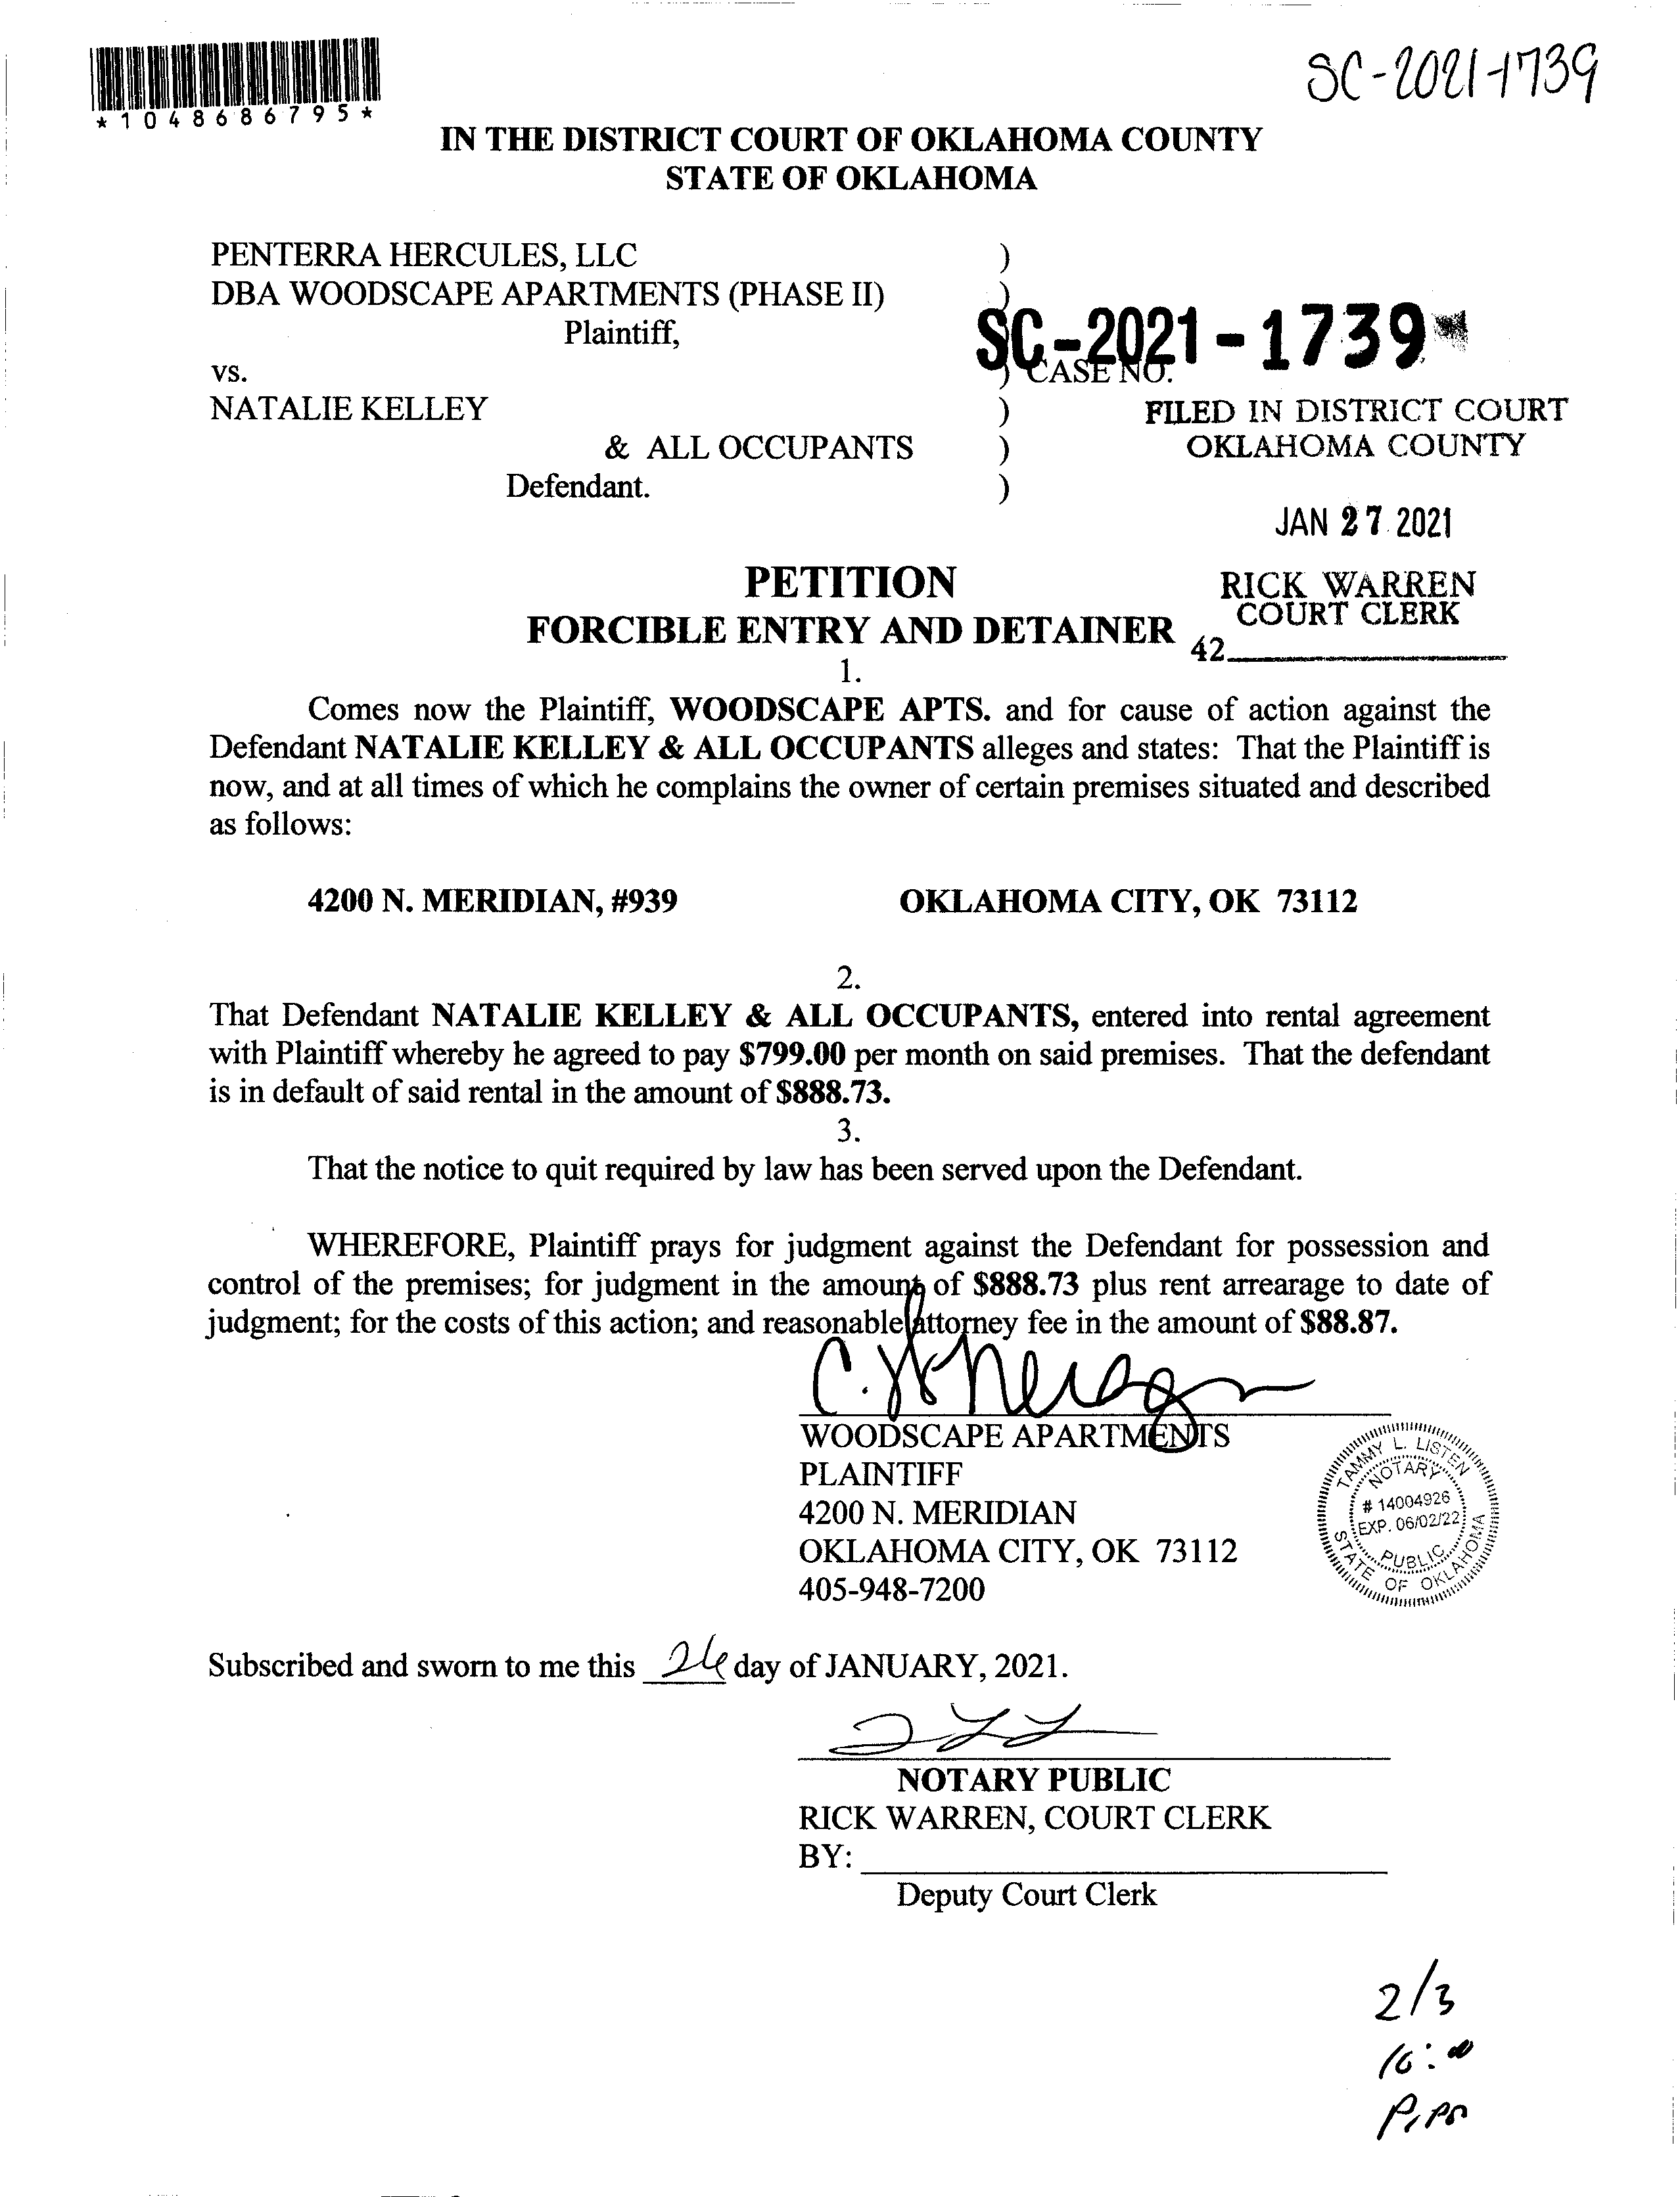 SC-2021-1739
*1048686795*
IN THE DISTRICT COURT OF OKLAHOMA COUNTY
STATE OF OKLAHOMA
PENTERRA HERCULES, LLC )
DBA WOODSCAPE APARTMENTS (PHASE II) )
Plaintiff,
SC-2021-1739
vs. ) CASE NO.
NATALIE KELLEY )
& ALL OCCUPANTS )
Defendant. )
FILED IN DISTRICT COURT
OKLAHOMA COUNTY
JAN 27 2021
RICK WARREN
COURT CLERK
42
PETITION
FORCIBLE ENTRY AND DETAINER
1.
Comes now the Plaintiff, WOODSCAPE APTS. and for cause of action against the
Defendant NATALIE KELLEY & ALL OCCUPANTS alleges and states: That the Plaintiff is
now, and at all times of which he complains the owner of certain premises situated and described
as follows:
4200 N. MERIDIAN, #939 OKLAHOMA CITY, OK 73112
2.
That Defendant NATALIE KELLEY & ALL OCCUPANTS, entered into rental agreement
with Plaintiff whereby he agreed to pay $799.00 per month on said premises. That the defendant
is in default of said rental in the amount of $888.73.
3.
That the notice to quit required by law has been served upon the Defendant.
WHEREFORE, Plaintiff prays for judgment against the Defendant for possession and
control of the premises; for judgment in the amount of $888.73 plus rent arrearage to date of
judgment; for the costs of this action; and reasonable attorney fee in the amount of $88.87.
WOODSCAPE APARTMENTS
PLAINTIFF
4200 N. MERIDIAN
OKLAHOMA CITY, OK 73112
405-948-7200
TAMMY L. LISTEN
NOTARY
# 14004926
EXP. 06/02/22
PUBLIC
STATE OF OKLAHOMA
Subscribed and sworn to me this 26 day of JANUARY, 2021.
NOTARY PUBLIC
RICK WARREN, COURT CLERK
BY:
Deputy Court Clerk
2/3